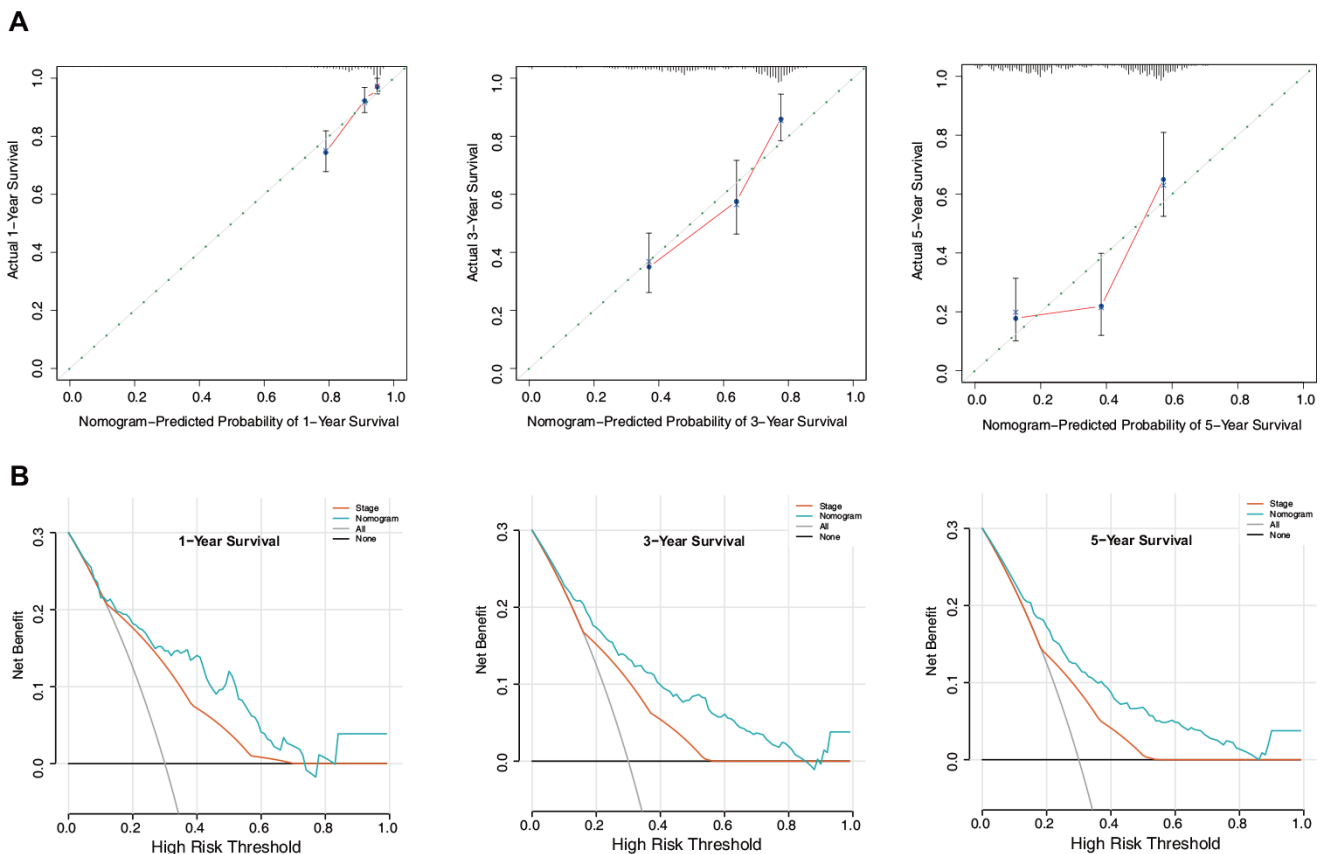 A
Actual 1−Year Survival
1.0
0.8
0.6
0.4
0.2
0.0
0.0 0.2 0.4 0.6 0.8 1.0
Nomogram−Predicted Probability of 1−Year Survival
Actual 3−Year Survival
1.0
0.8
0.6
0.4
0.2
0.0
0.0 0.2 0.4 0.6 0.8 1.0
Nomogram−Predicted Probability of 3−Year Survival
Actual 5−Year Survival
1.0
0.8
0.6
0.4
0.2
0.0
0.0 0.2 0.4 0.6 0.8 1.0
Nomogram−Predicted Probability of 5−Year Survival
B
Stage
Nomogram
All
None
1−Year Survival
Net Benefit
0.3
0.2
0.1
0.0
0.0 0.2 0.4 0.6 0.8 1.0
High Risk Threshold
Stage
Nomogram
All
None
3−Year Survival
Net Benefit
0.3
0.2
0.1
0.0
0.0 0.2 0.4 0.6 0.8 1.0
High Risk Threshold
Stage
Nomogram
All
None
5−Year Survival
Net Benefit
0.3
0.2
0.1
0.0
0.0 0.2 0.4 0.6 0.8 1.0
High Risk Threshold